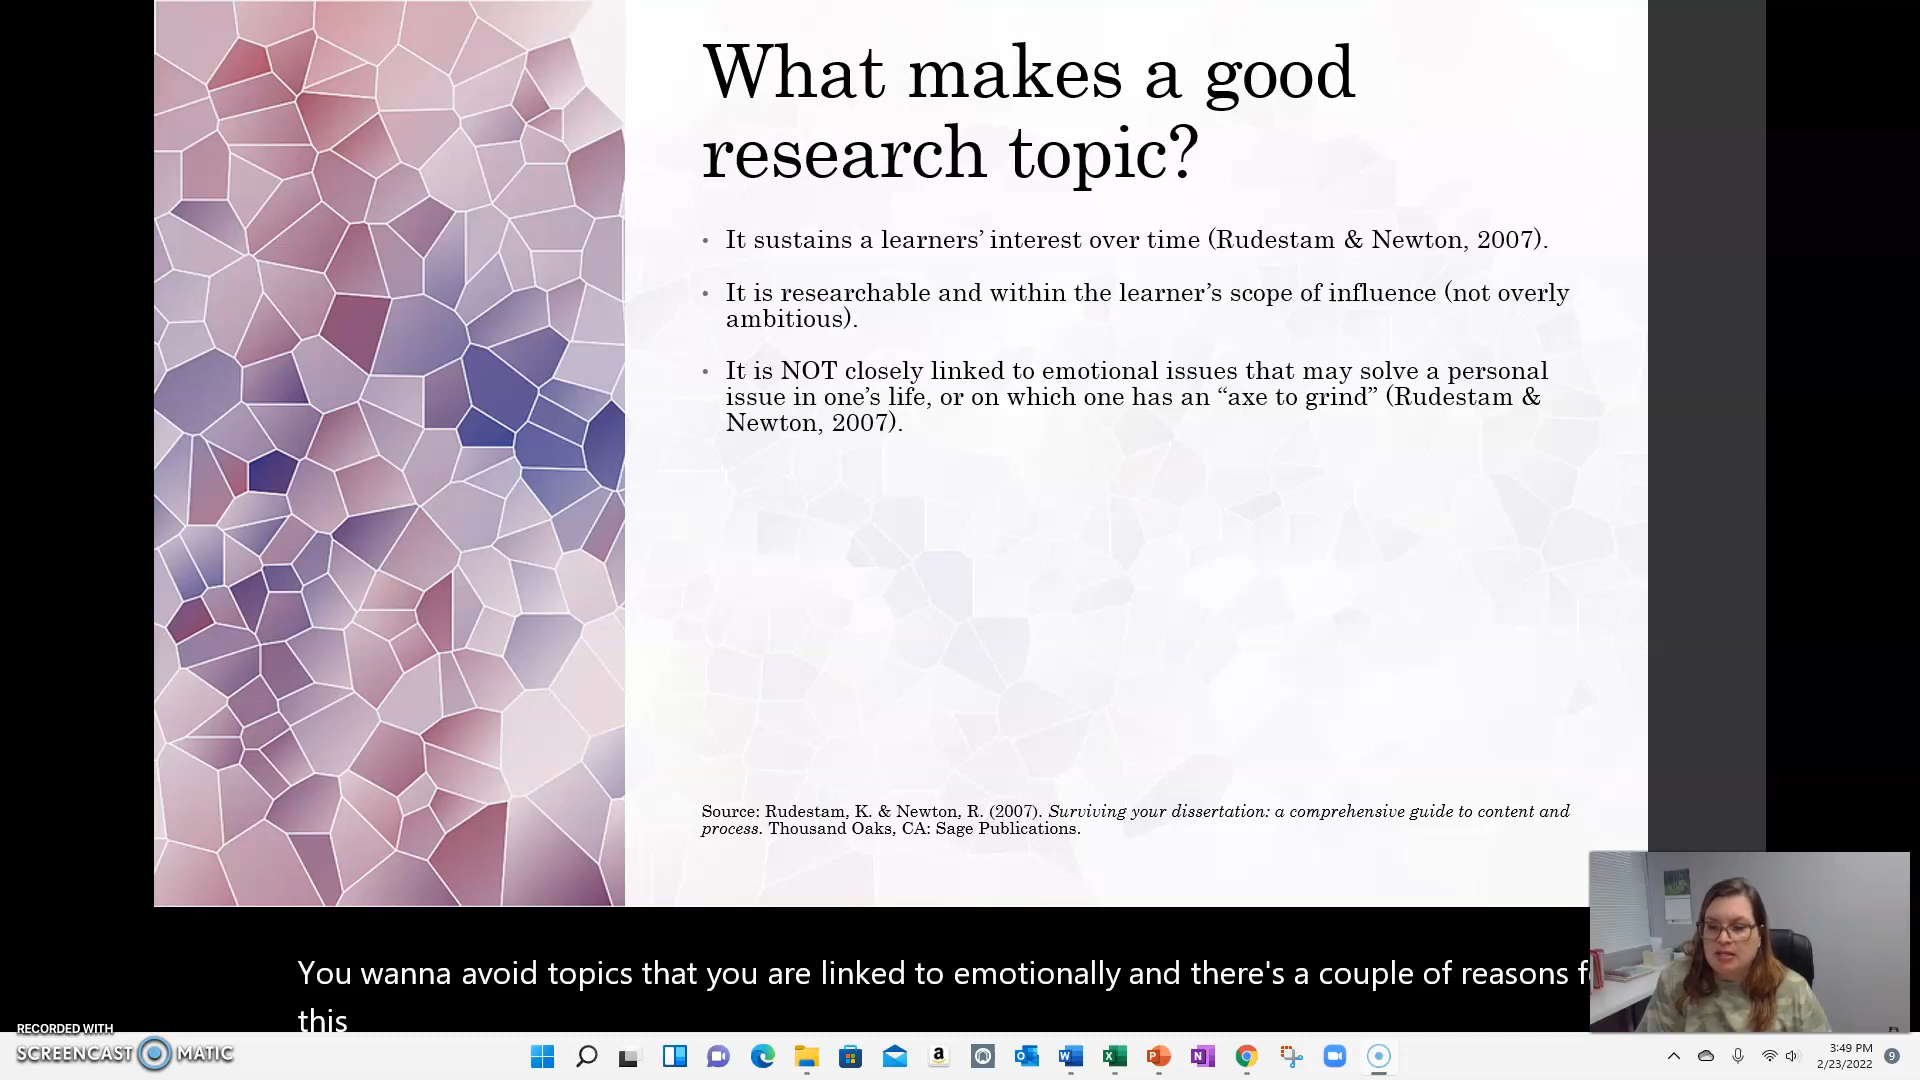 What makes a good
research topic?
• It sustains a learners’ interest over time (Rudestam & Newton, 2007).
• It is researchable and within the learner’s scope of influence (not overly
ambitious).
• It is NOT closely linked to emotional issues that may solve a personal
issue in one’s life, or on which one has an “axe to grind” (Rudestam &
Newton, 2007).
Source: Rudestam, K. & Newton, R. (2007). Surviving your dissertation: a comprehensive guide to content and
process. Thousand Oaks, CA: Sage Publications.
You wanna avoid topics that you are linked to emotionally and there's a couple of reasons
this
RECORDED WITH
SCREENCAST MATIC
3:49 PM
2/23/2022
9